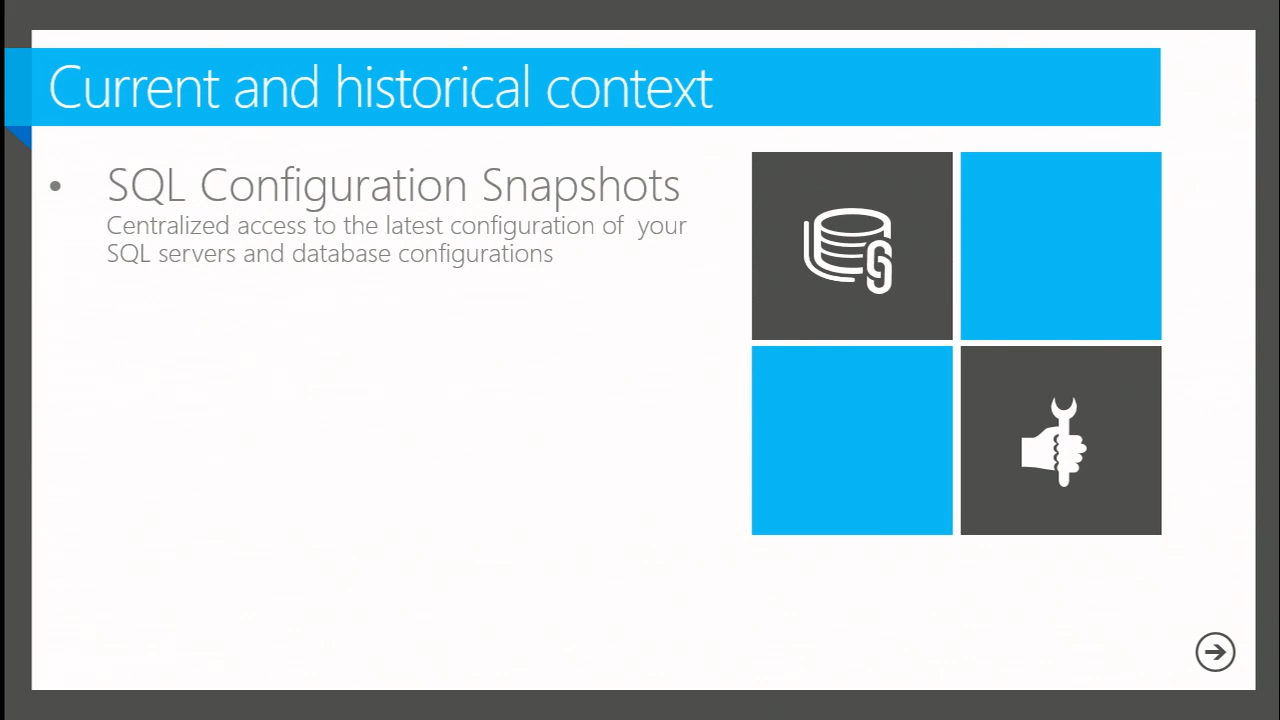 Current and historical context
• SQL Configuration Snapshots
Centralized access to the latest configuration of  your
SQL servers and database configurations